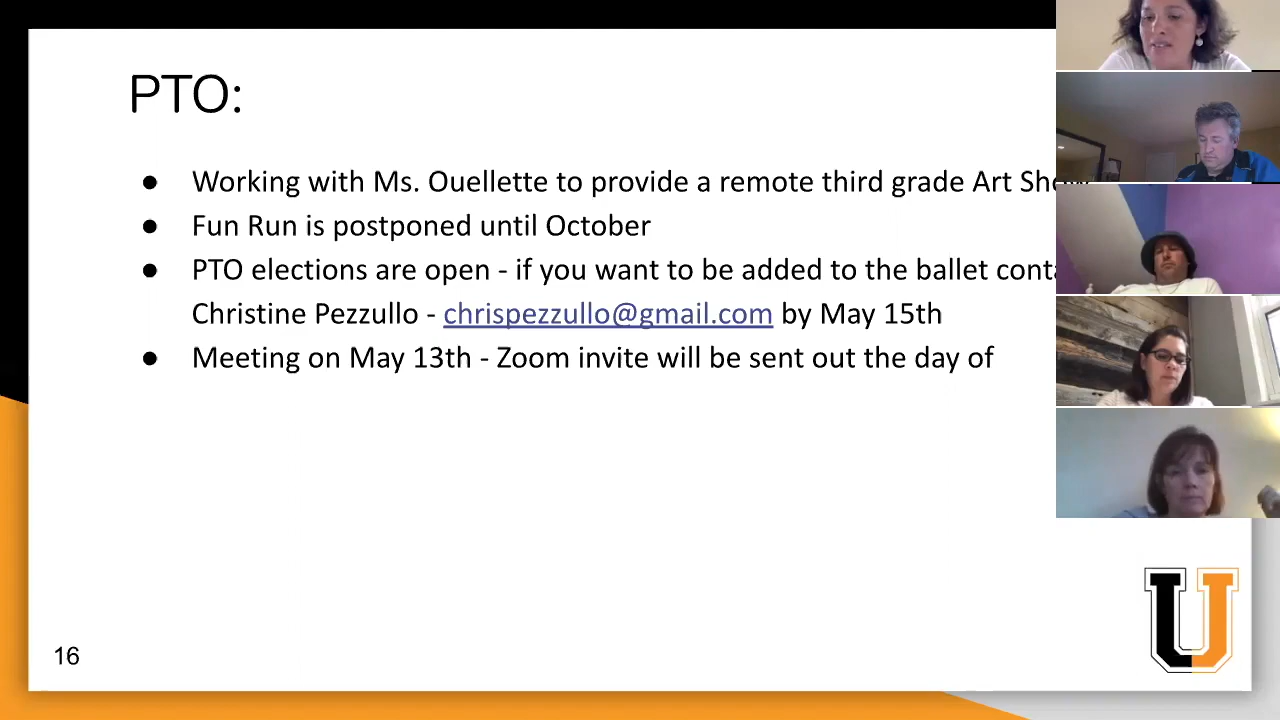 PTO:
● Working with Ms. Ouellette to provide a remote third grade Art Show
● Fun Run is postponed until October
● PTO elections are open - if you want to be added to the ballet
Christine Pezzullo - chrispezzullo@gmail.com by May 15th
● Meeting on May 13th - Zoom invite will be sent out the day of
16
U